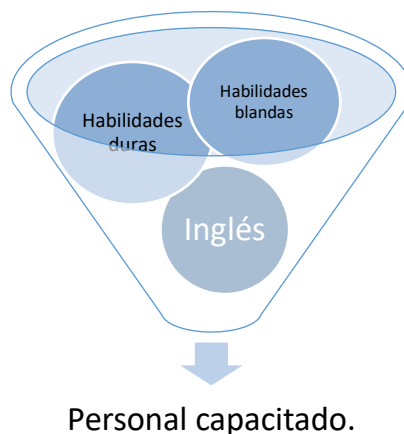 Habilidades
duras
Habilidades
blandas
Inglés
Personal capacitado.